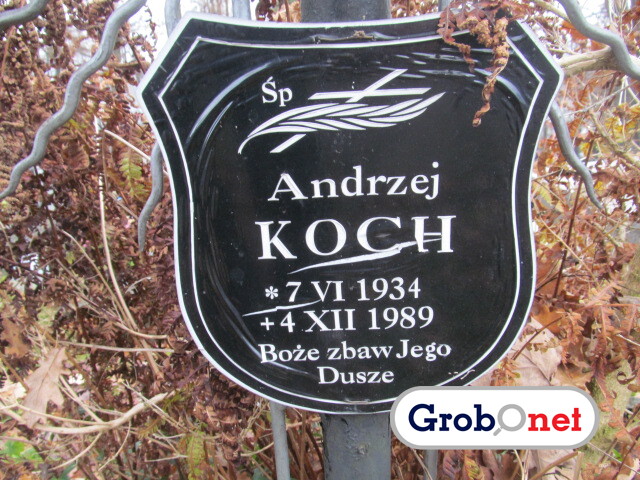 Śp
Andrzej
KOCH
* 7 VI 1934
+ 4 XII 1989
Boże zbaw Jego
Dusze
Grobonet